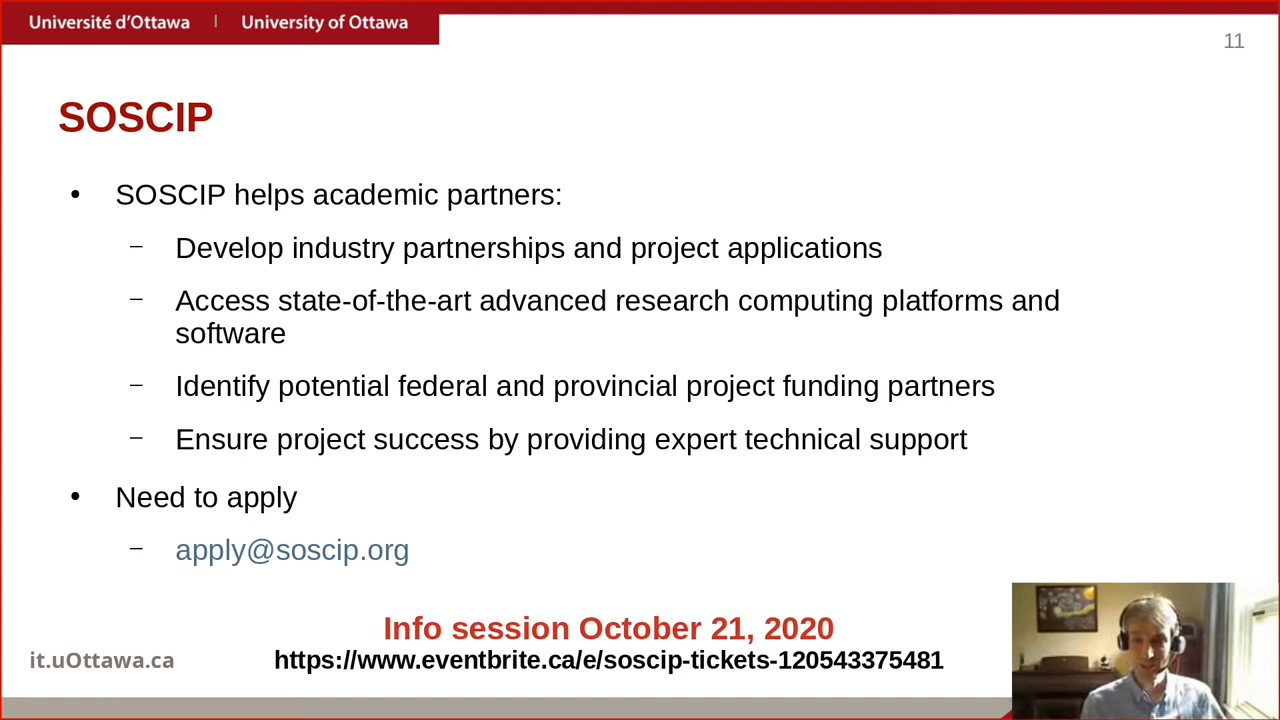 Université d'Ottawa | University of Ottawa
11
SOSCIP
• SOSCIP helps academic partners:
– Develop industry partnerships and project applications
– Access state-of-the-art advanced research computing platforms and
software
– Identify potential federal and provincial project funding partners
– Ensure project success by providing expert technical support
• Need to apply
– apply@soscip.org
Info session October 21, 2020
https://www.eventbrite.ca/e/soscip-tickets-120543375481
it.uOttawa.ca